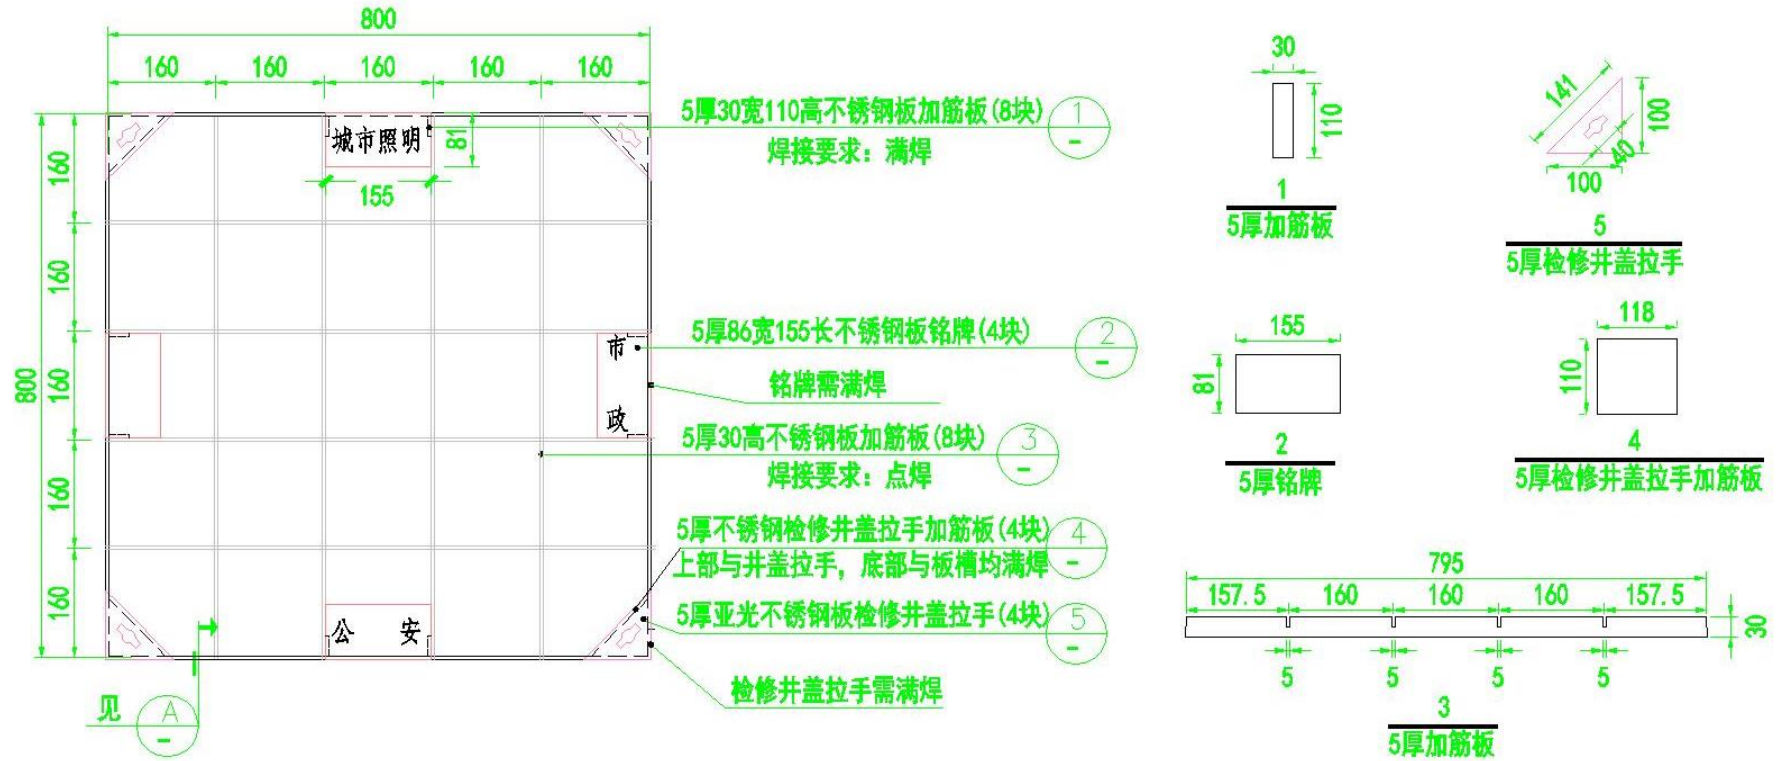 800
160 160 160 160 160
800
160
160
160
160
160
城市照明
81
155
市
政
公 安
见
A
-
5厚30宽110高不锈钢板加筋板(8块)
焊接要求：满焊
1
-
5厚86宽155长不锈钢板铭牌(4块)
铭牌需满焊
2
-
5厚30高不锈钢板加筋板(8块)
焊接要求：点焊
3
-
5厚不锈钢检修井盖拉手加筋板(4块)
上部与井盖拉手，底部与板槽均满焊
4
-
5厚亚光不锈钢板检修井盖拉手(4块)
5
-
检修井盖拉手需满焊
30
110
1
5厚加筋板
141
100
40
100
5
5厚检修井盖拉手
155
81
2
5厚铭牌
118
110
4
5厚检修井盖拉手加筋板
795
157.5 160 160 160 157.5
30
5 5 5 5
3
5厚加筋板